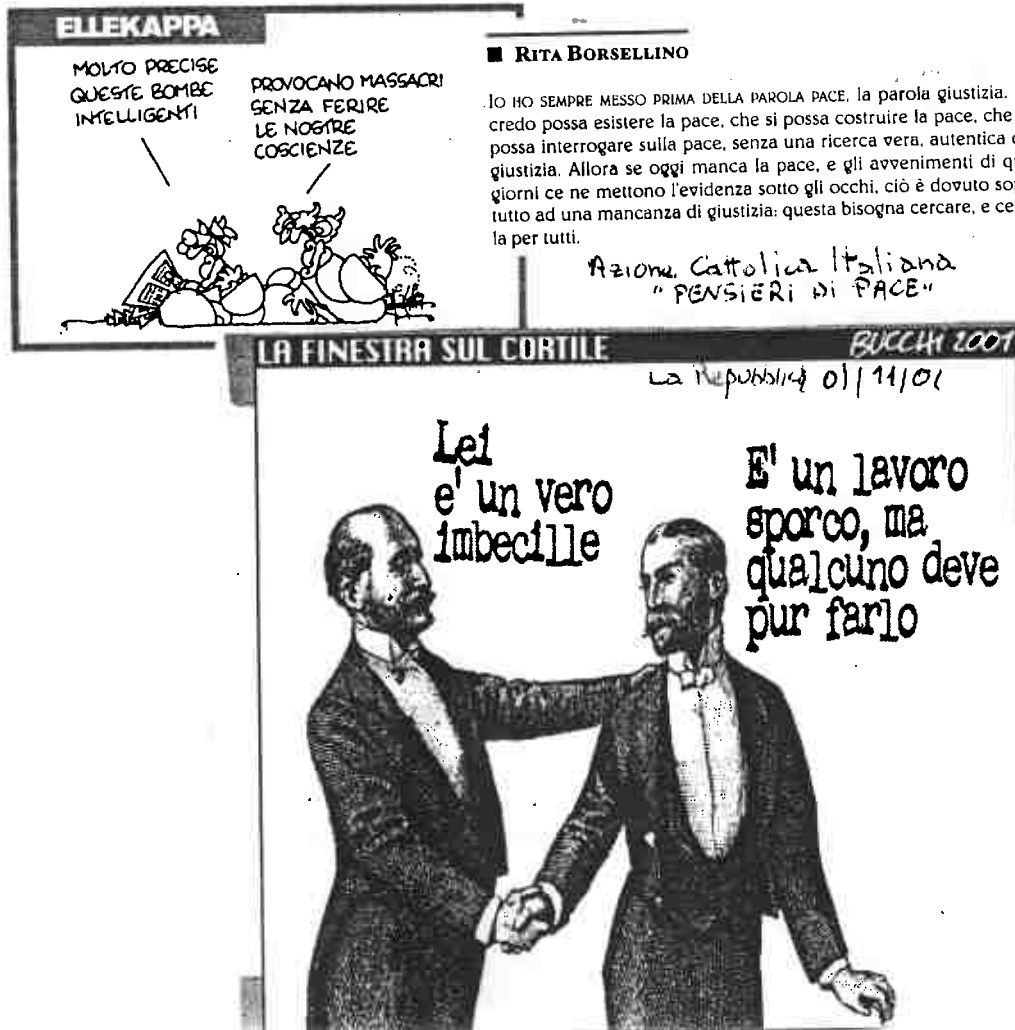 ELLEKAPPA
MOLTO PRECISE
QUESTE BOMBE
INTELLIGENTI
PROVOCANO MASSACRI
SENZA FERIRE
LE NOSTRE
COSCIENZE
■ RITA BORSELLINO
IO HO SEMPRE MESSO PRIMA DELLA PAROLA PACE, la parola giustizia.
credo possa esistere la pace, che si possa costruire la pace, che
possa interrogare sulla pace, senza una ricerca vera, autentica
giustizia. Allora se oggi manca la pace, e gli avvenimenti di
giorni ce ne mettono l'evidenza sotto gli occhi, ciò è dovuto
tutto ad una mancanza di giustizia: questa bisogna cercare, e
la per tutti.
Azione Cattolica Italiana
"PENSIERI DI PACE"
LA FINESTRA SUL CORTILE
BUCCHI 2001
La Repubblica 01/11/01
Lei
e' un vero
imbecille
E' un lavoro
sporco, ma
qualcuno deve
pur farlo